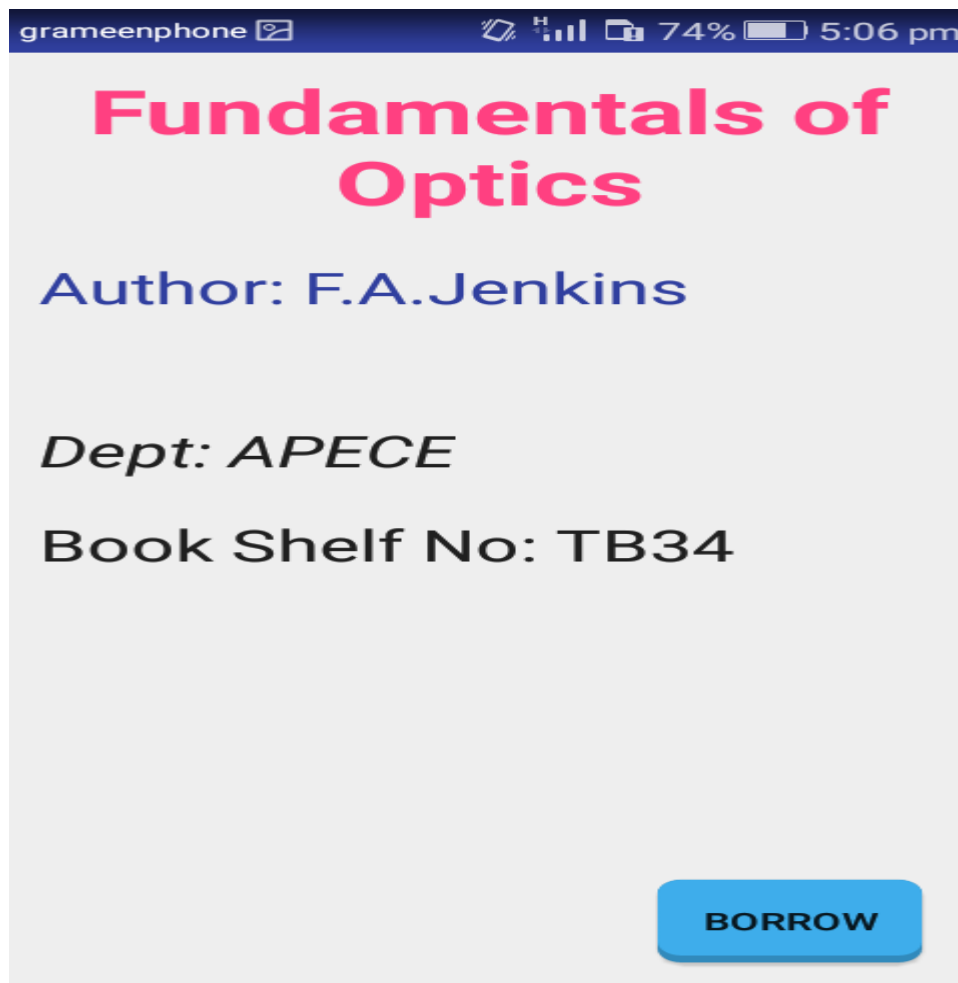 grameenphone H 74% 5:06 pm
Fundamentals of
Optics
Author: F.A.Jenkins
Dept: APECE
Book Shelf No: TB34
BORROW